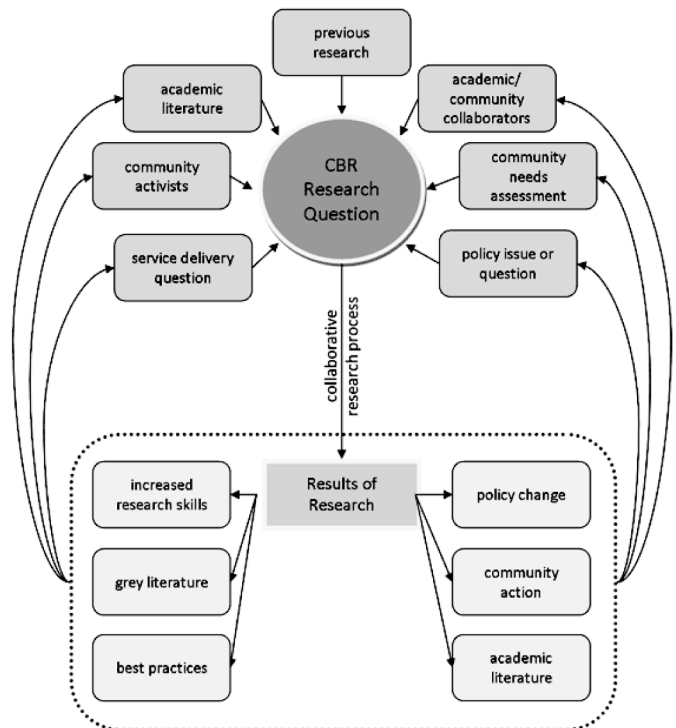 previous
research
academic
literature
academic/
community
collaborators
CBR
Research
Question
community
activists
community
needs
assessment
service delivery
question
policy issue or
question
collaborative
research process
Results of
Research
increased
research skills
policy change
grey literature
community
action
best practices
academic
literature